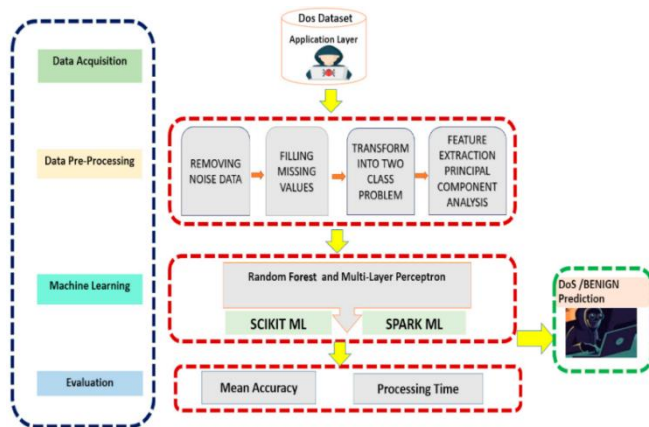 Dos Dataset
Application Layer
Data Acquisition
Data Pre-Processing
REMOVING
NOISE DATA
FILLING
MISSING
VALUES
TRANSFORM
INTO TWO
CLASS
PROBLEM
FEATURE
EXTRACTION
PRINCIPAL
COMPONENT
ANALYSIS
Machine Learning
Random Forest and Multi-Layer Perceptron
SCIKIT ML
SPARK ML
DoS /BENIGN
Prediction
Evaluation
Mean Accuracy
Processing Time